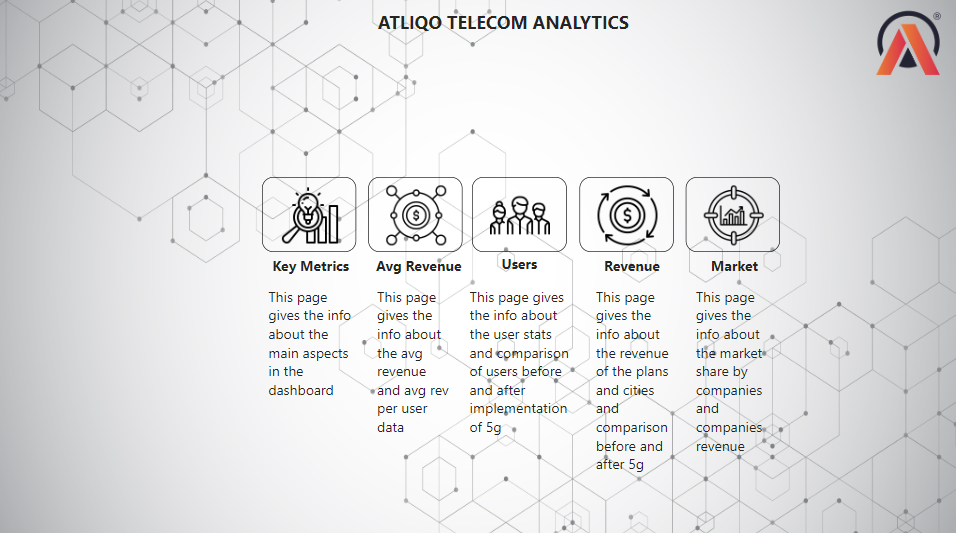 ATLIQO TELECOM ANALYTICS
®
$
$
Key Metrics
Avg Revenue
Users
Revenue
Market
This page
gives the info
about the
main aspects
in the
dashboard
This page
gives the
info about
the avg
revenue
and avg rev
per user
data
This page gives
the info about
the user stats
and comparison
of users before
and after
implementation
of 5g
This page
gives the
info about
the revenue
of the plans
and cities
and
comparison
before and
after 5g
This page
gives the
info about
the market
share by
companies
and
companies
revenue